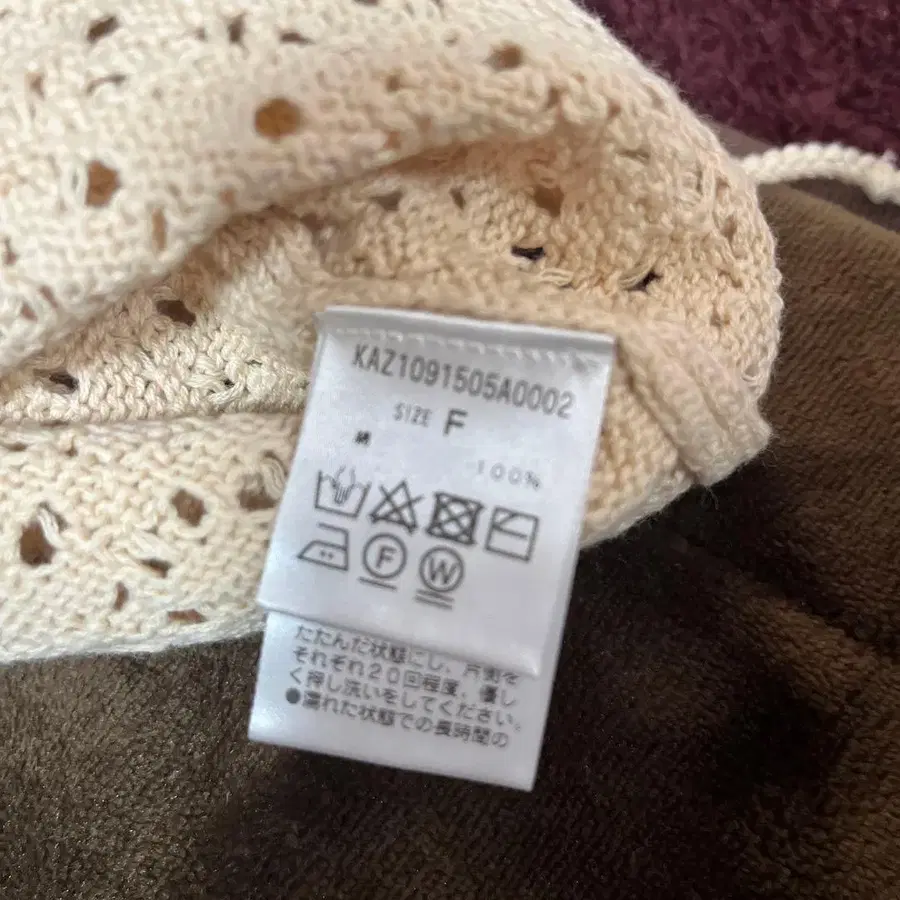 KAZ1091505A0002
SIZE F
綿 100%
F W
たたんだ状態にし、片面を
それぞれ20回程度、優し
く押し洗いをしてください。
●濡れた状態での長時間の